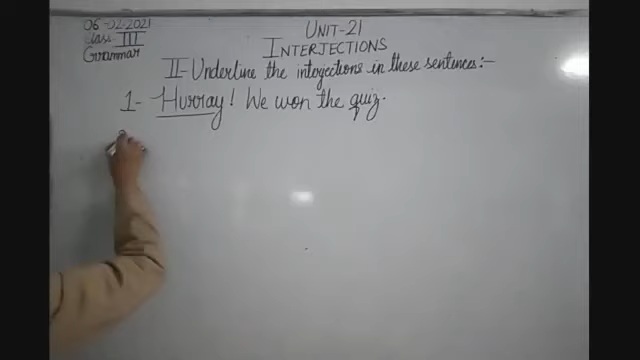 06-02-2021
Class III
Grammar
UNIT-21
INTERJECTIONS
II- Underline the interjections in these sentences:-
1- Hurray! We won the quiz.